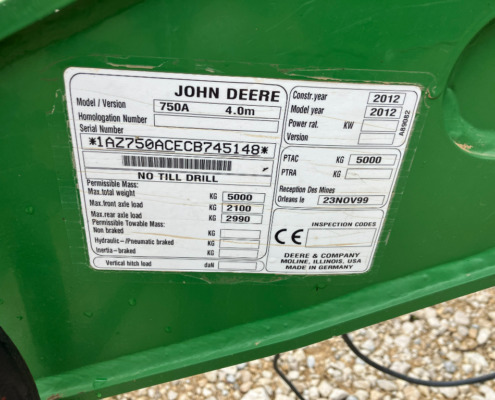 JOHN DEERE
Model / Version 750A 4.0m
Homologation Number
Serial Number
*1AZ750ACECB745148*
NO TILL DRILL
Permissible Mass:
Max.total weight KG 5000
Max.front axle load KG 2100
Max.rear axle load KG 2990
Permissible Towable Mass:
Non braked KG
Hydraulic-/Pneumatic braked KG
Inertia-braked KG
Vertical hitch load daN
Constr.year 2012
Model year 2012
Power rat. KW
Version
A89082
PTAC KG 5000
PTRA KG
Reception Des Mines
Orleans le 23NOV99
INSPECTION CODES
CE
DEERE & COMPANY
MOLINE, ILLINOIS, USA
MADE IN GERMANY